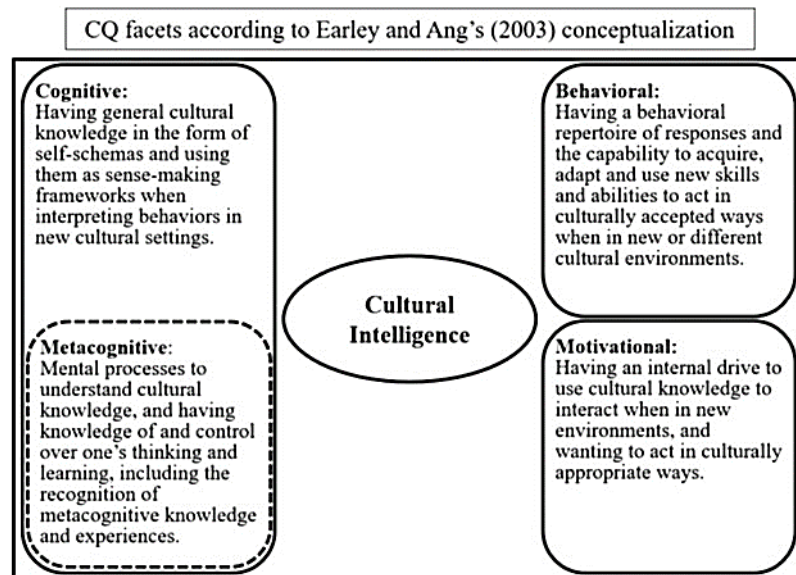 CQ facets according to Earley and Ang’s (2003) conceptualization
Cognitive:
Having general cultural
knowledge in the form of
self-schemas and using
them as sense-making
frameworks when
interpreting behaviors in
new cultural settings.
Metacognitive:
Mental processes to
understand cultural
knowledge, and having
knowledge of and control
over one’s thinking and
learning, including the
recognition of
metacognitive knowledge
and experiences.
Cultural
Intelligence
Behavioral:
Having a behavioral
repertoire of responses and
the capability to acquire,
adapt and use new skills
and abilities to act in
culturally accepted ways
when in new or different
cultural environments.
Motivational:
Having an internal drive to
use cultural knowledge to
interact when in new
environments, and
wanting to act in culturally
appropriate ways.